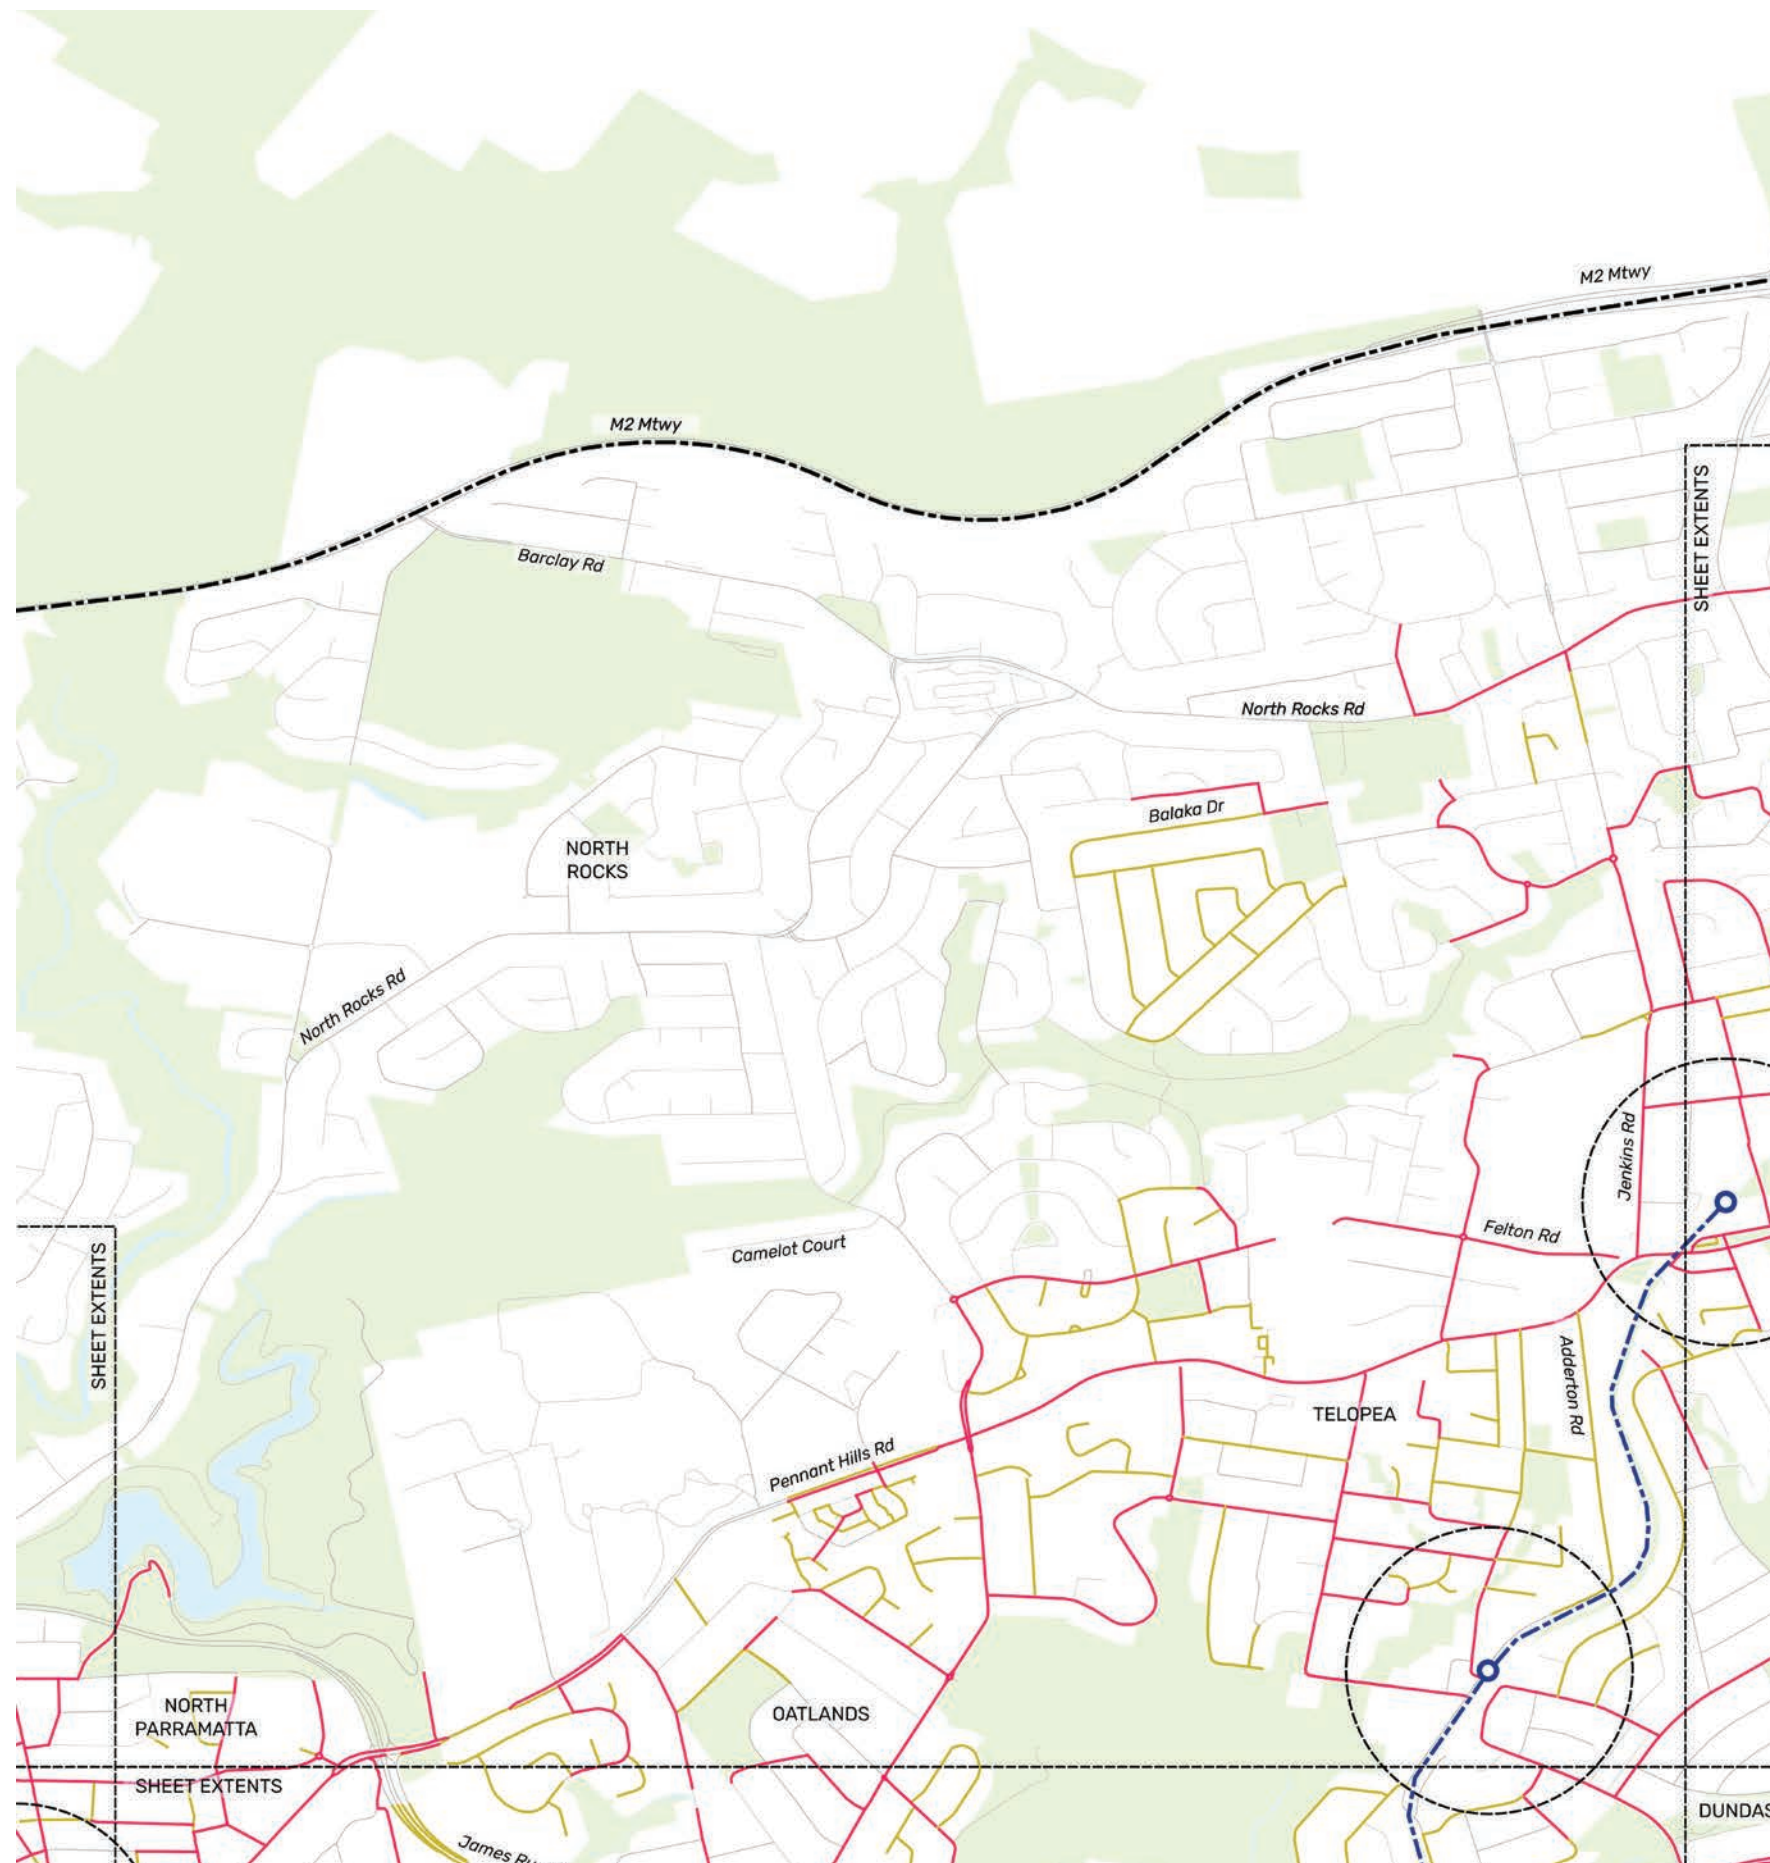 M2 Mtwy
M2 Mtwy
SHEET EXTENTS
Barclay Rd
North Rocks Rd
Balaka Dr
NORTH
ROCKS
North Rocks Rd
Jenkins Rd
Felton Rd
Camelot Court
SHEET EXTENTS
Adderton Rd
TELOPEA
Pennant Hills Rd
NORTH
PARRAMATTA
OATLANDS
SHEET EXTENTS
DUNDAS
James